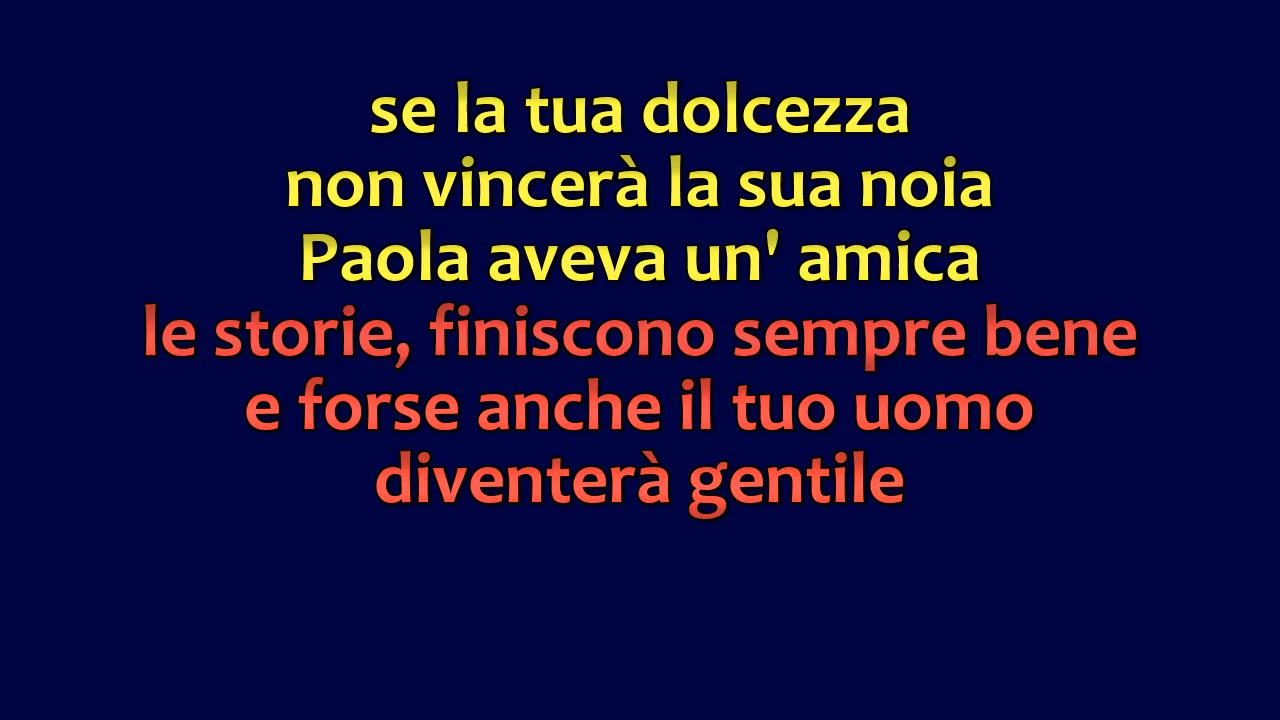 se la tua dolcezza
non vincerà la sua noia
Paola aveva un' amica
le storie, finiscono sempre bene
e forse anche il tuo uomo
diventerà gentile